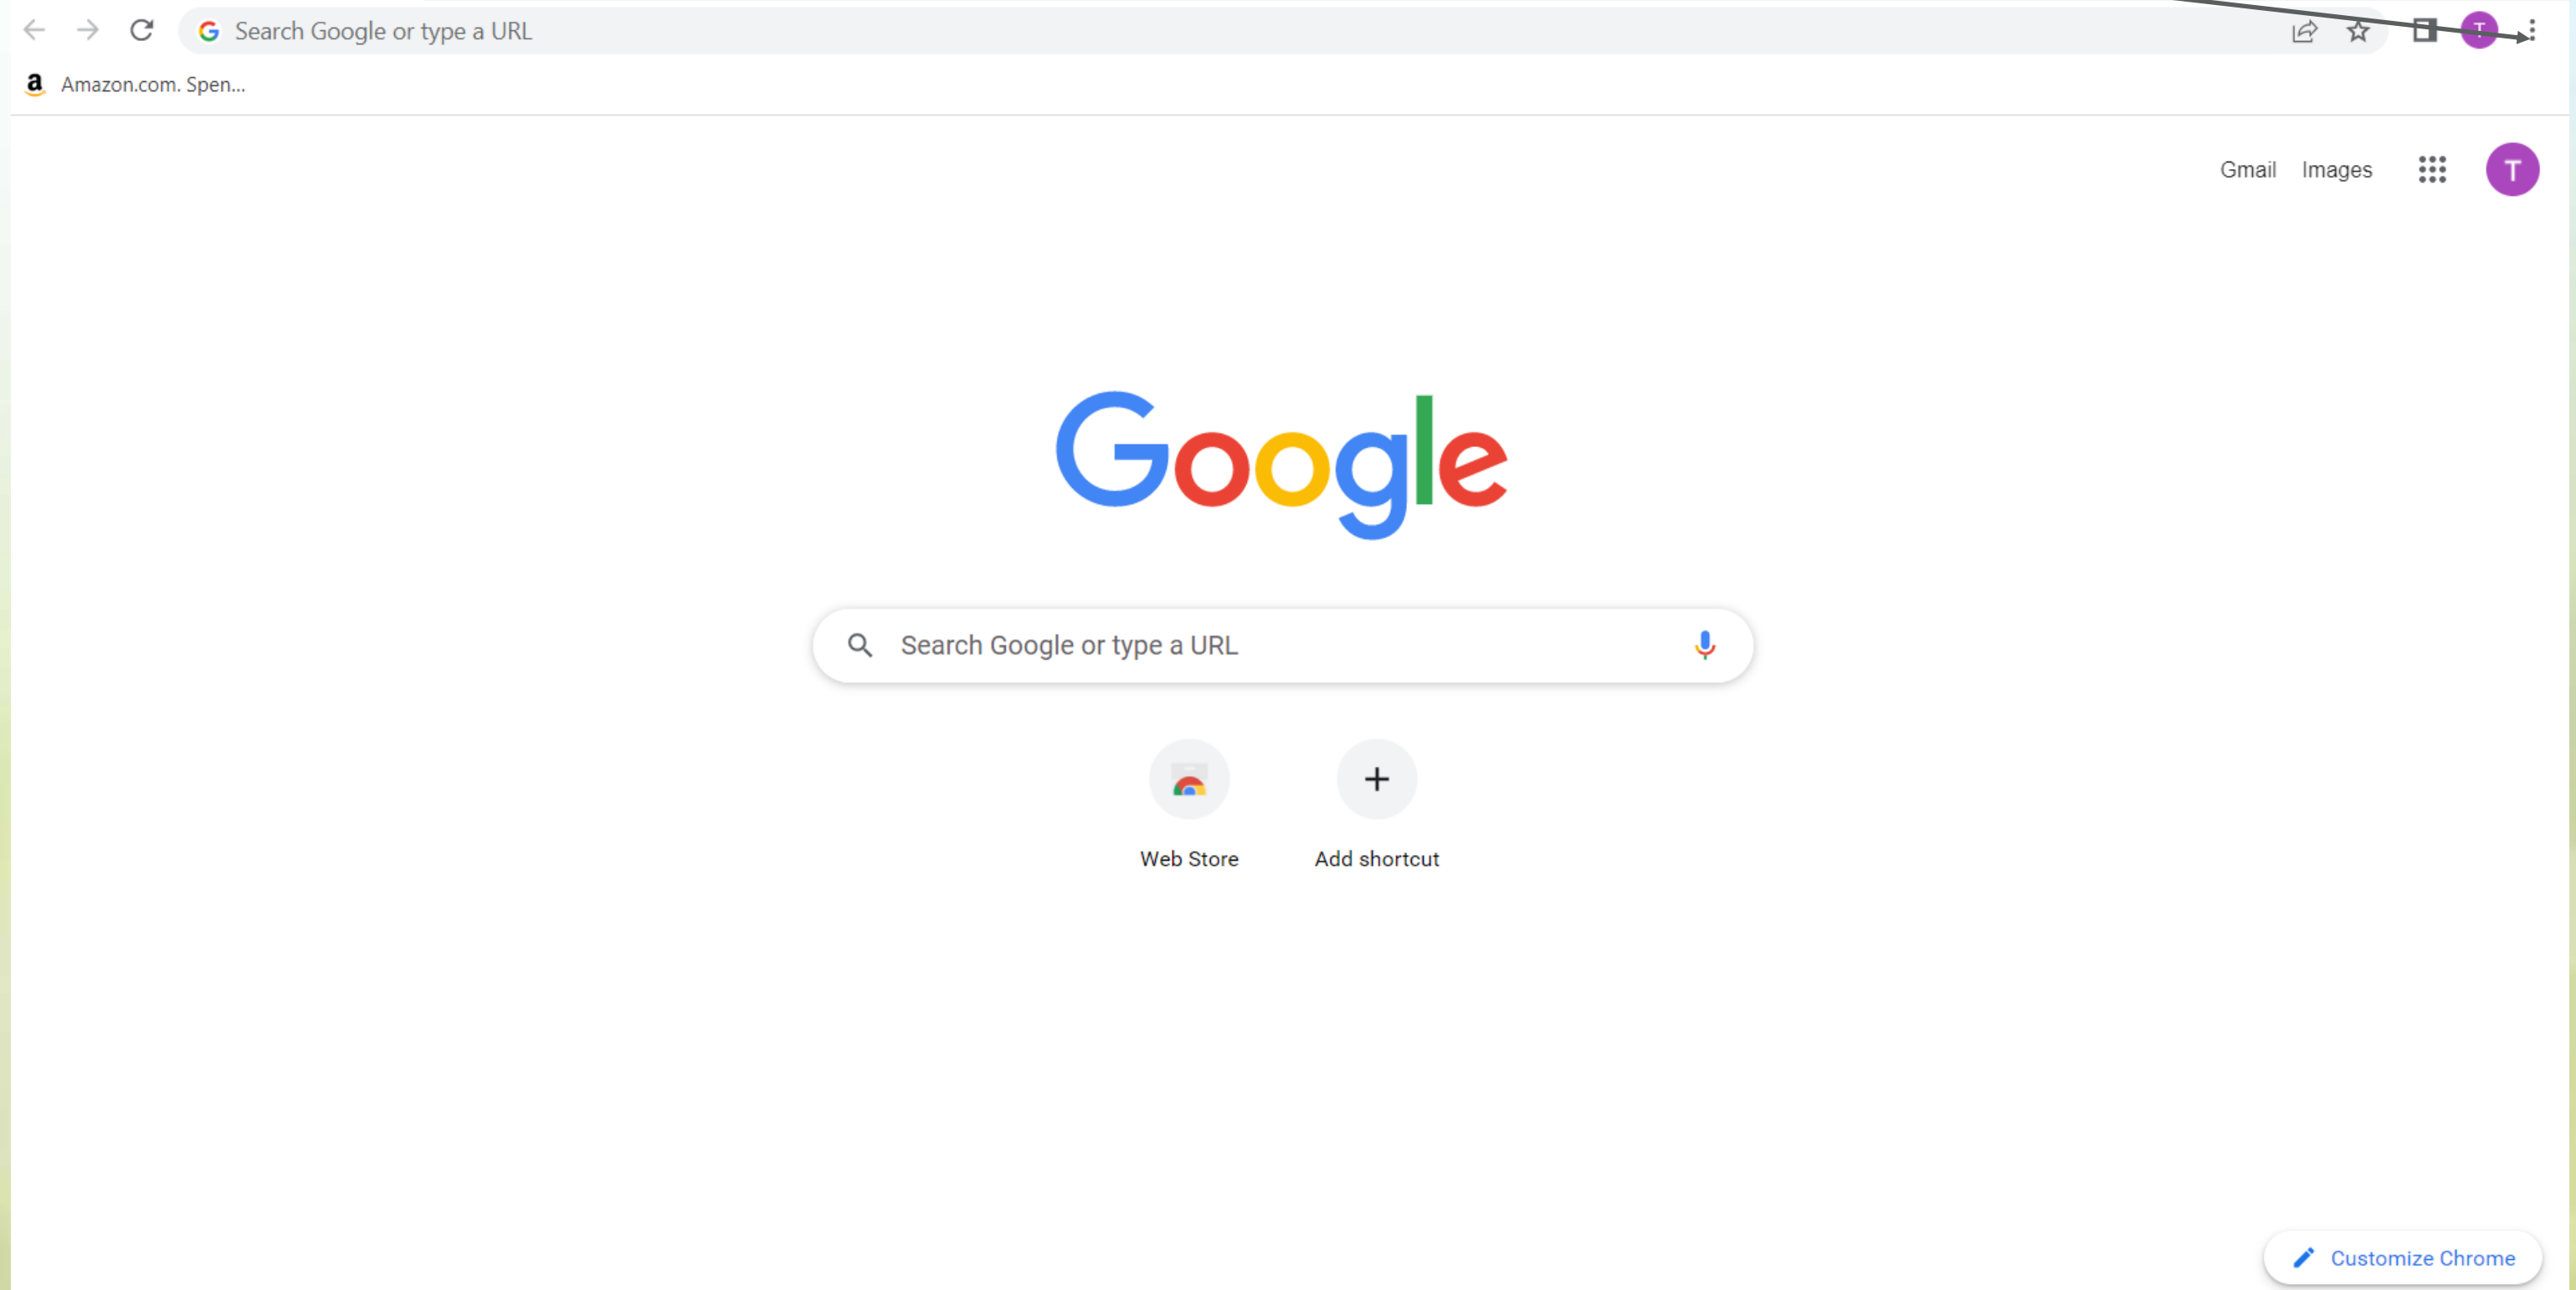 Search Google or type a URL
T
a Amazon.com. Spen...
Gmail Images T
Google
Search Google or type a URL
Web Store Add shortcut
Customize Chrome